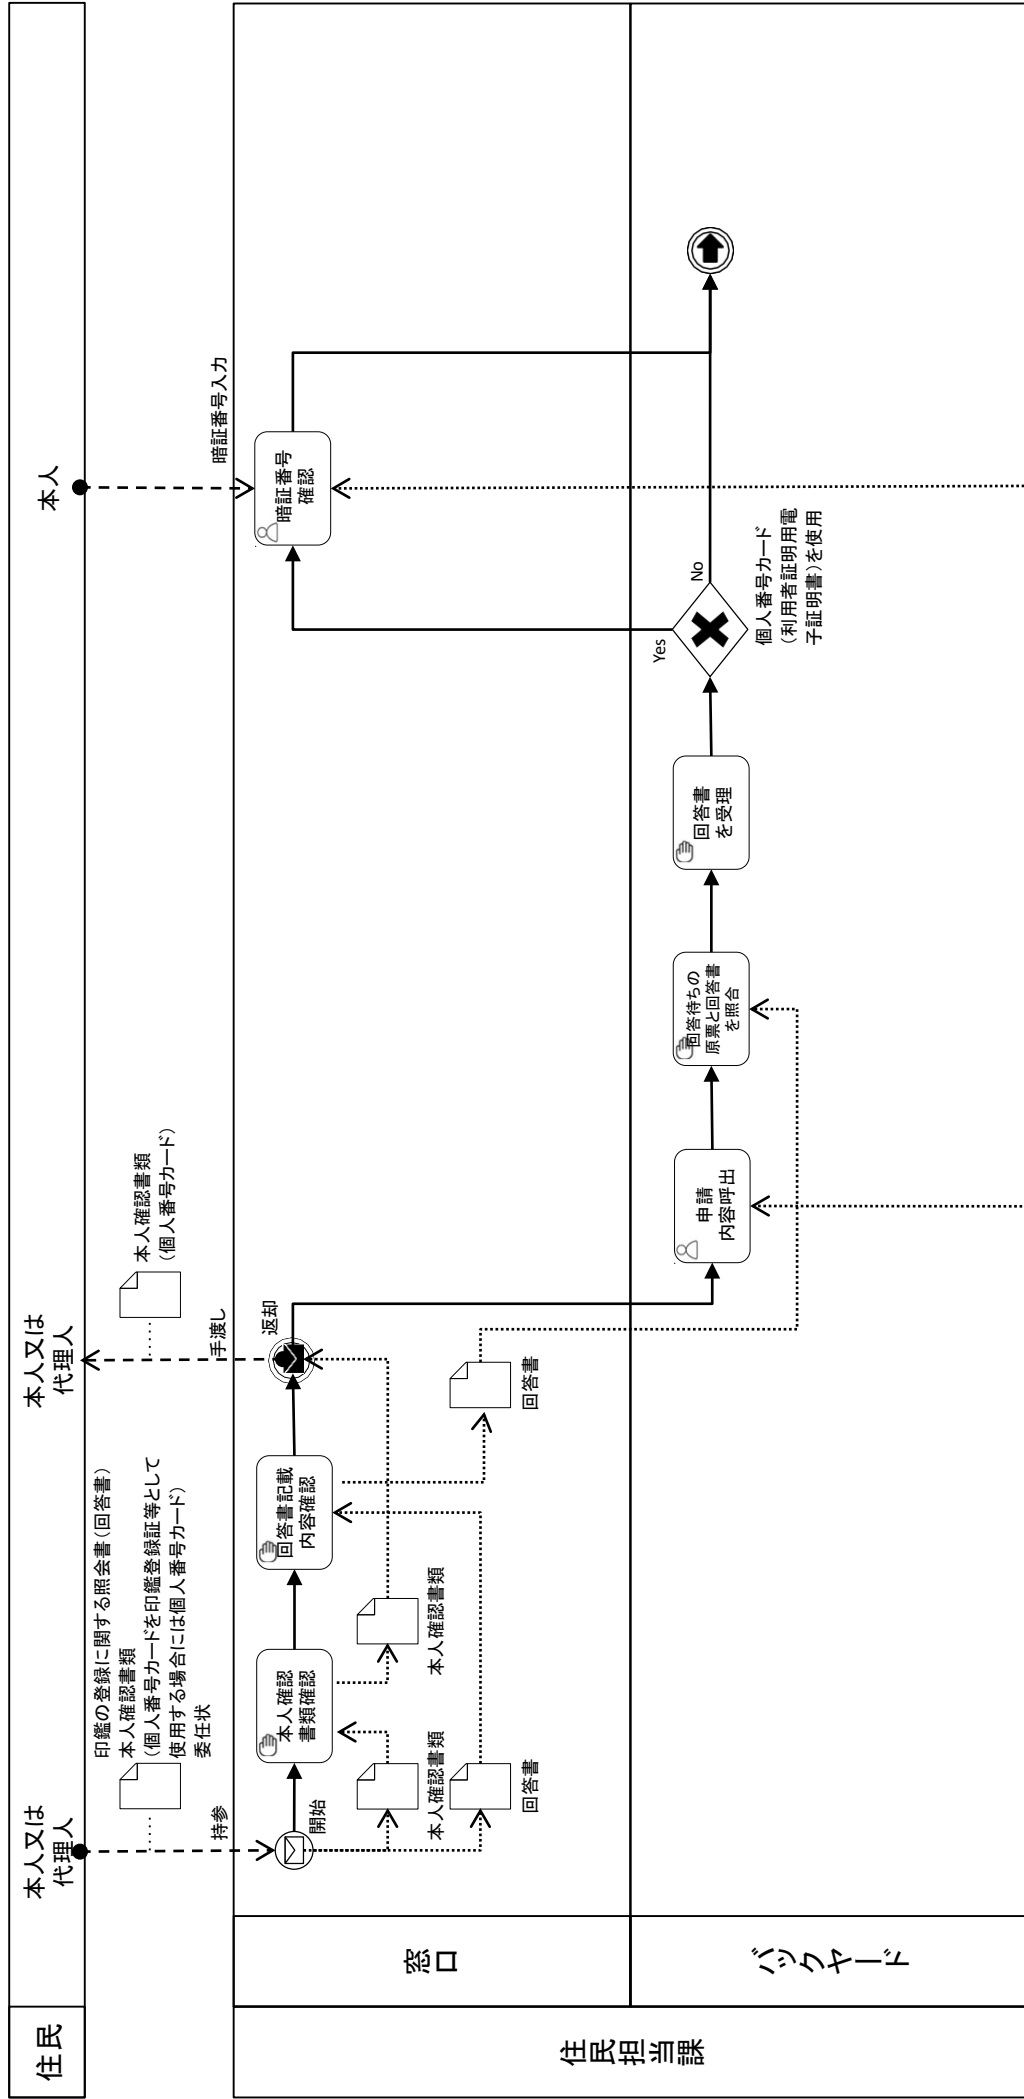 住民
本人又は
代理人
本人又は
代理人
本人
印鑑の登録に関する照会書（回答書）
本人確認書類
（個人番号カードを印鑑登録証等として
使用する場合には個人番号カード）
委任状
持参
本人確認書類
（個人番号カード）
手渡し
暗証番号入力
住民担当課
窓口
開始
本人確認
書類確認
回答書記載
内容確認
返却
暗証番号
確認
本人確認書類
本人確認書類
回答書
回答書
バックヤード
申請
内容呼出
回答待ちの
原票と回答書
を照合
回答書
を受理
Yes
No
個人番号カード
（利用者証明用電
子証明書）を使用